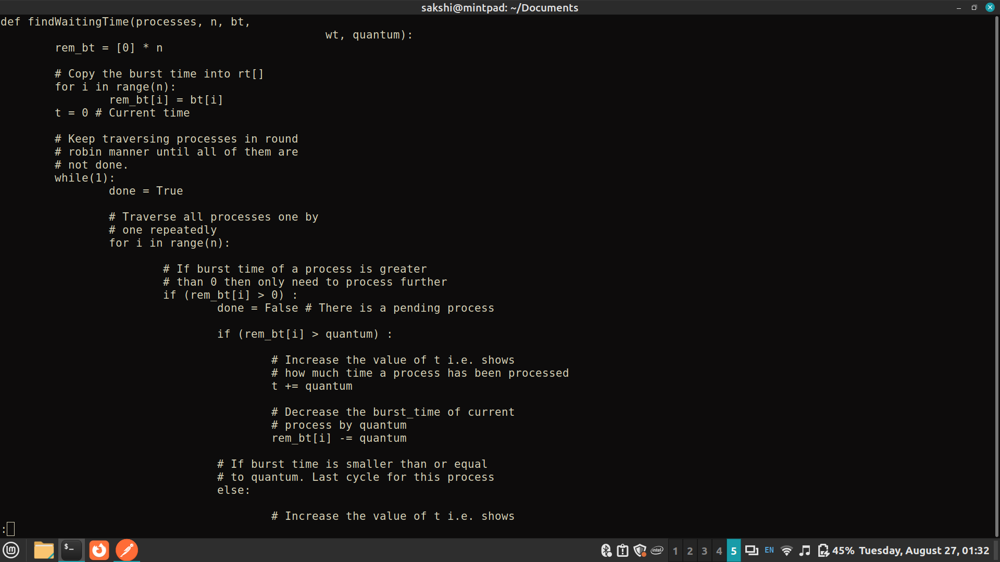 sakshi@mintpad: ~/Documents
def findWaitingTime(processes, n, bt,
wt, quantum):
rem_bt = [0] * n
# Copy the burst time into rt[]
for i in range(n):
rem_bt[i] = bt[i]
t = 0 # Current time
# Keep traversing processes in round
# robin manner until all of them are
# not done.
while(1):
done = True
# Traverse all processes one by
# one repeatedly
for i in range(n):
# If burst time of a process is greater
# than 0 then only need to process further
if (rem_bt[i] > 0) :
done = False # There is a pending process
if (rem_bt[i] > quantum) :
# Increase the value of t i.e. shows
# how much time a process has been processed
t += quantum
# Decrease the burst_time of current
# process by quantum
rem_bt[i] -= quantum
# If burst time is smaller than or equal
# to quantum. Last cycle for this process
else:
# Increase the value of t i.e. shows
:
lm $_ intel 1 2 3 4 5 EN 45% Tuesday, August 27, 01:32